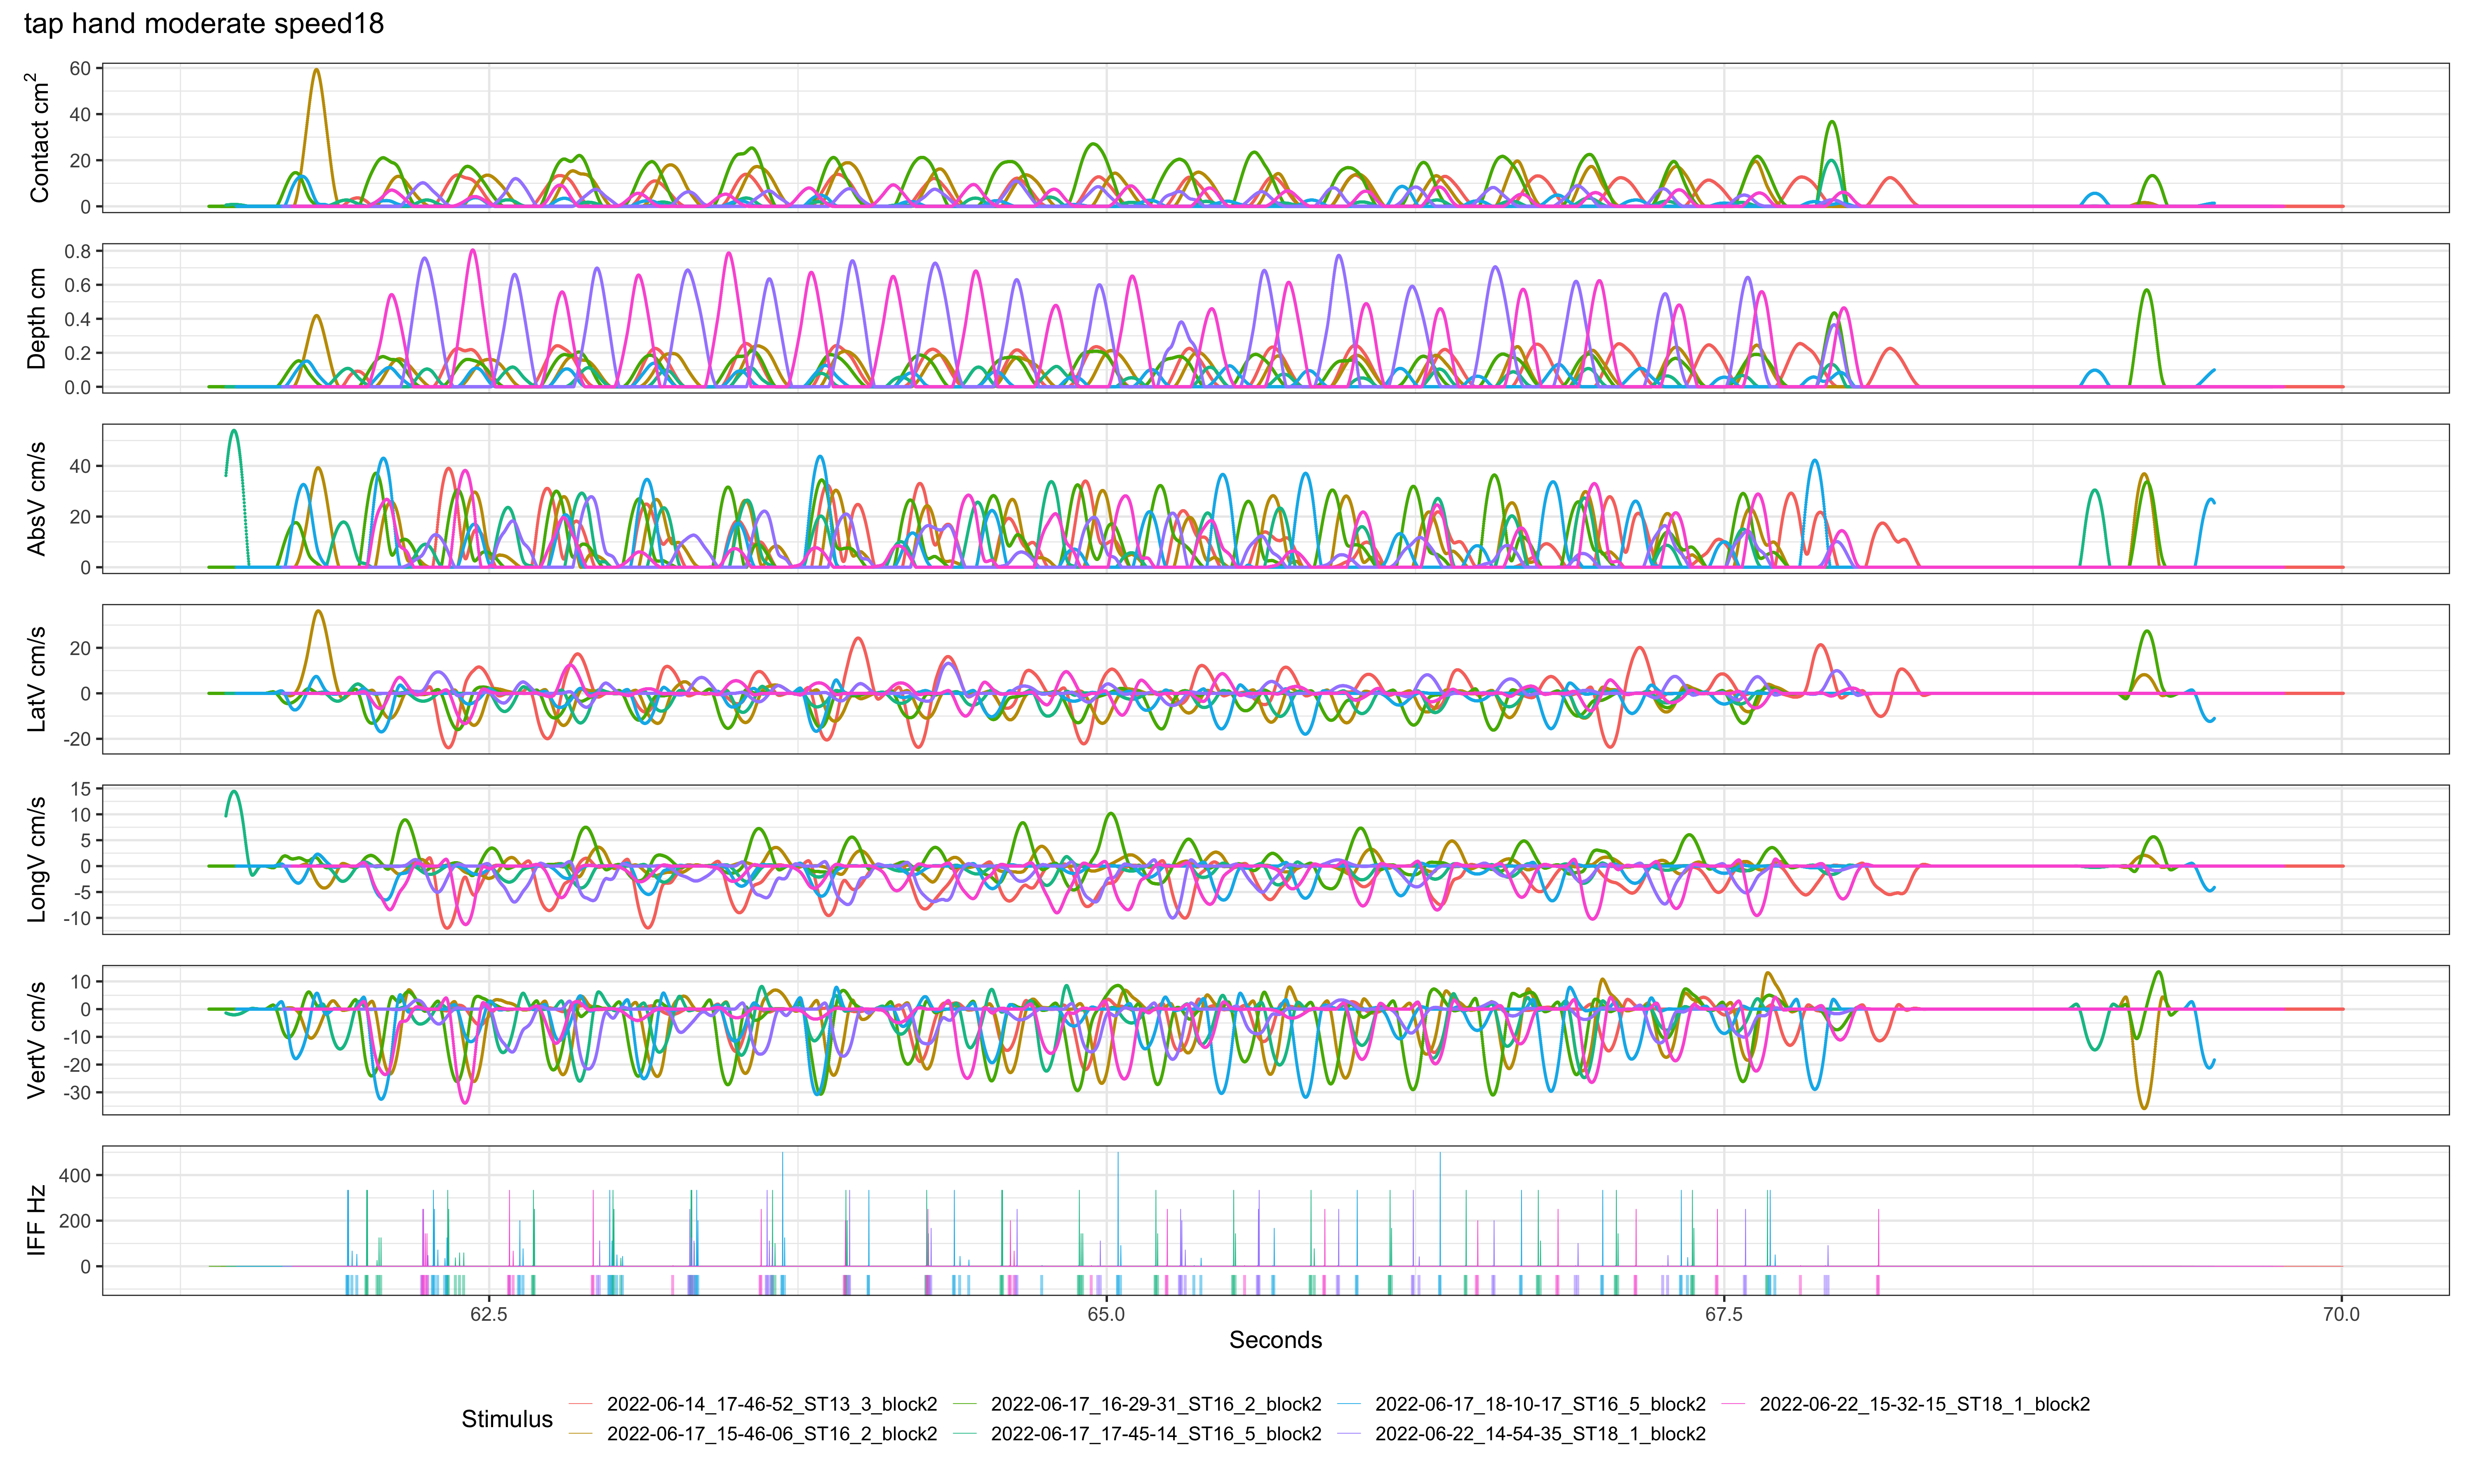 tap hand moderate speed18
Contact cm²
60
40
20
0
Depth cm
0.8
0.6
0.4
0.2
0.0
AbsV cm/s
40
20
0
LatV cm/s
20
0
-20
LongV cm/s
15
10
5
0
-5
-10
VertV cm/s
10
0
-10
-20
-30
IFF Hz
400
200
0
62.5 65.0 67.5 70.0
Seconds
Stimulus
2022-06-14_17-46-52_ST13_3_block2 2022-06-17_16-29-31_ST16_2_block2 2022-06-17_18-10-17_ST16_5_block2 2022-06-22_15-32-15_ST18_1_block2
2022-06-17_15-46-06_ST16_2_block2 2022-06-17_17-45-14_ST16_5_block2 2022-06-22_14-54-35_ST18_1_block2